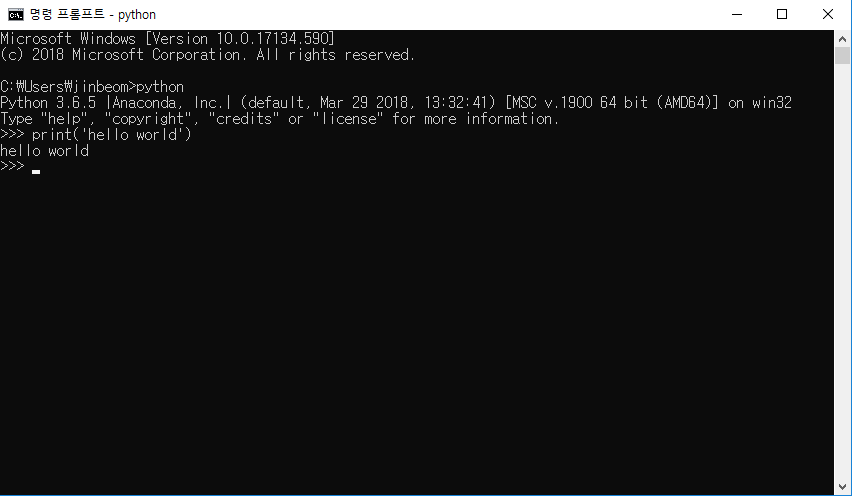 명령 프롬프트 - python
Microsoft Windows [Version 10.0.17134.590]
(c) 2018 Microsoft Corporation. All rights reserved.
C:₩Users₩jinbeom>python
Python 3.6.5 |Anaconda, Inc.| (default, Mar 29 2018, 13:32:41) [MSC v.1900 64 bit (AMD64)] on win32
Type "help", "copyright", "credits" or "license" for more information.
>>> print('hello world')
hello world
>>>